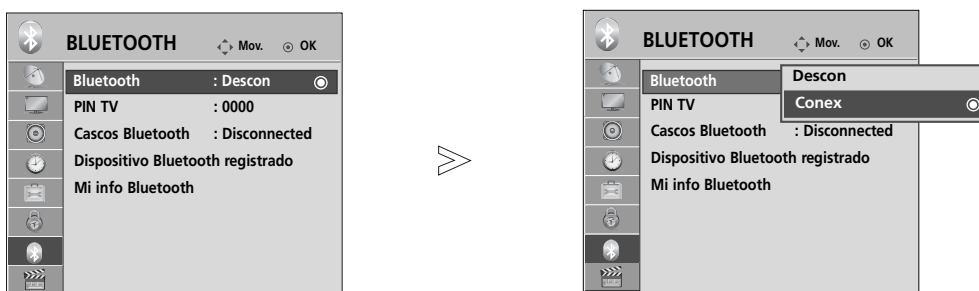 BLUETOOTH Mov. OK
Bluetooth : Descon
PIN TV : 0000
Cascos Bluetooth : Disconnected
Dispositivo Bluetooth registrado
Mi info Bluetooth
BLUETOOTH Mov. OK
Bluetooth Descon
PIN TV Conex
Cascos Bluetooth : Disconnected
Dispositivo Bluetooth registrado
Mi info Bluetooth